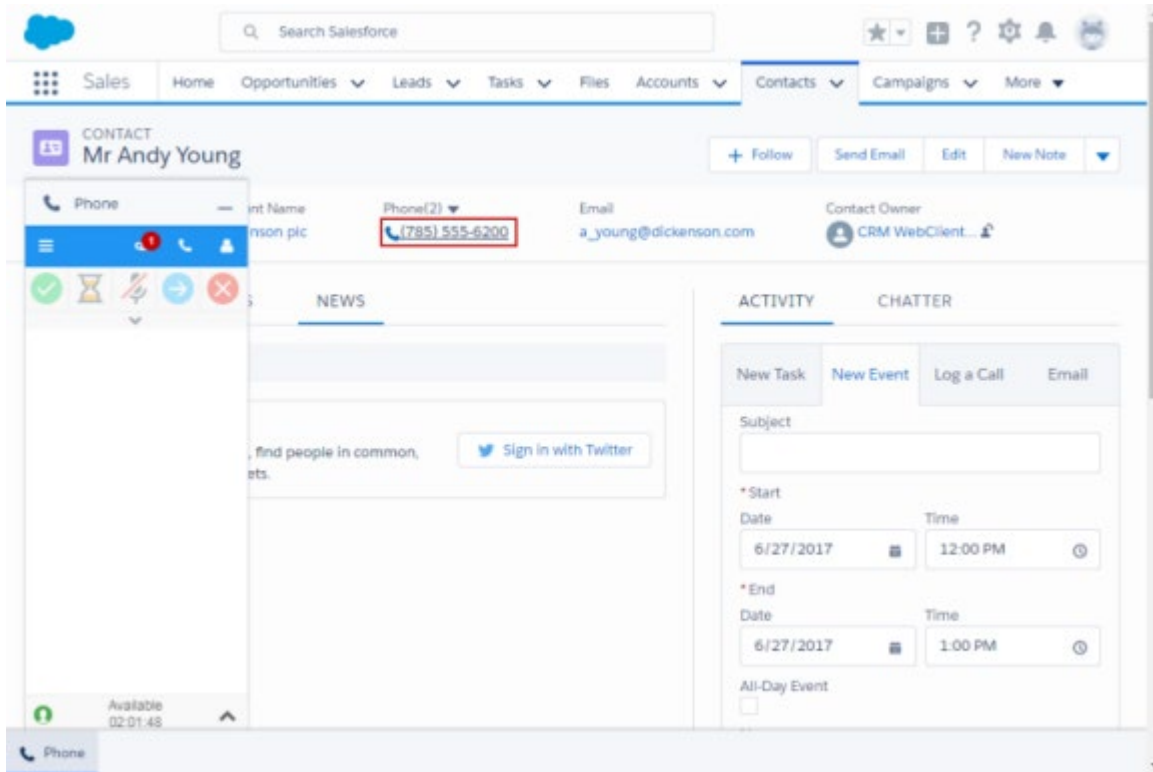 Search Salesforce
Sales Home Opportunities Leads Tasks Files Accounts Contacts Campaigns More
CONTACT
Mr Andy Young
+ Follow Send Email Edit New Note
Phone
nt Name Phone(2) Email Contact Owner
nson plc (785) 555-6200 a_young@dickenson.com CRM WebClient...
1
NEWS
ACTIVITY CHATTER
New Task New Event Log a Call Email
Subject
, find people in common,
ets.
Sign in with Twitter
*Start
Date Time
6/27/2017 12:00 PM
*End
Date Time
6/27/2017 1:00 PM
All-Day Event
Available
02:01:48
Phone